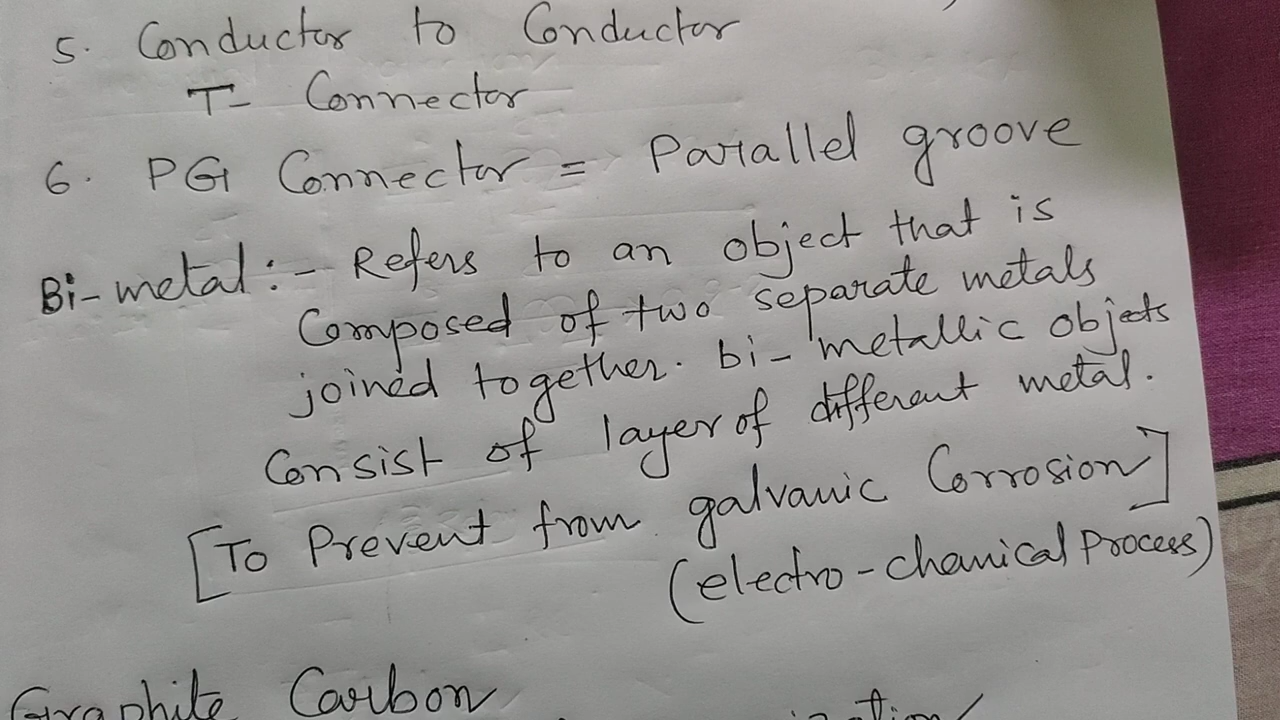 5. Conductor to Conductor
T- Connector
6. PG Connector = Parallel groove
Bi-metal :- Refers to an object that is
Composed of two separate metals
joined together. bi-metallic objects
Consist of layer of different metal.
[To Prevent from galvanic Corrosion]
(electro-chemical Process)
Graphite Carbon